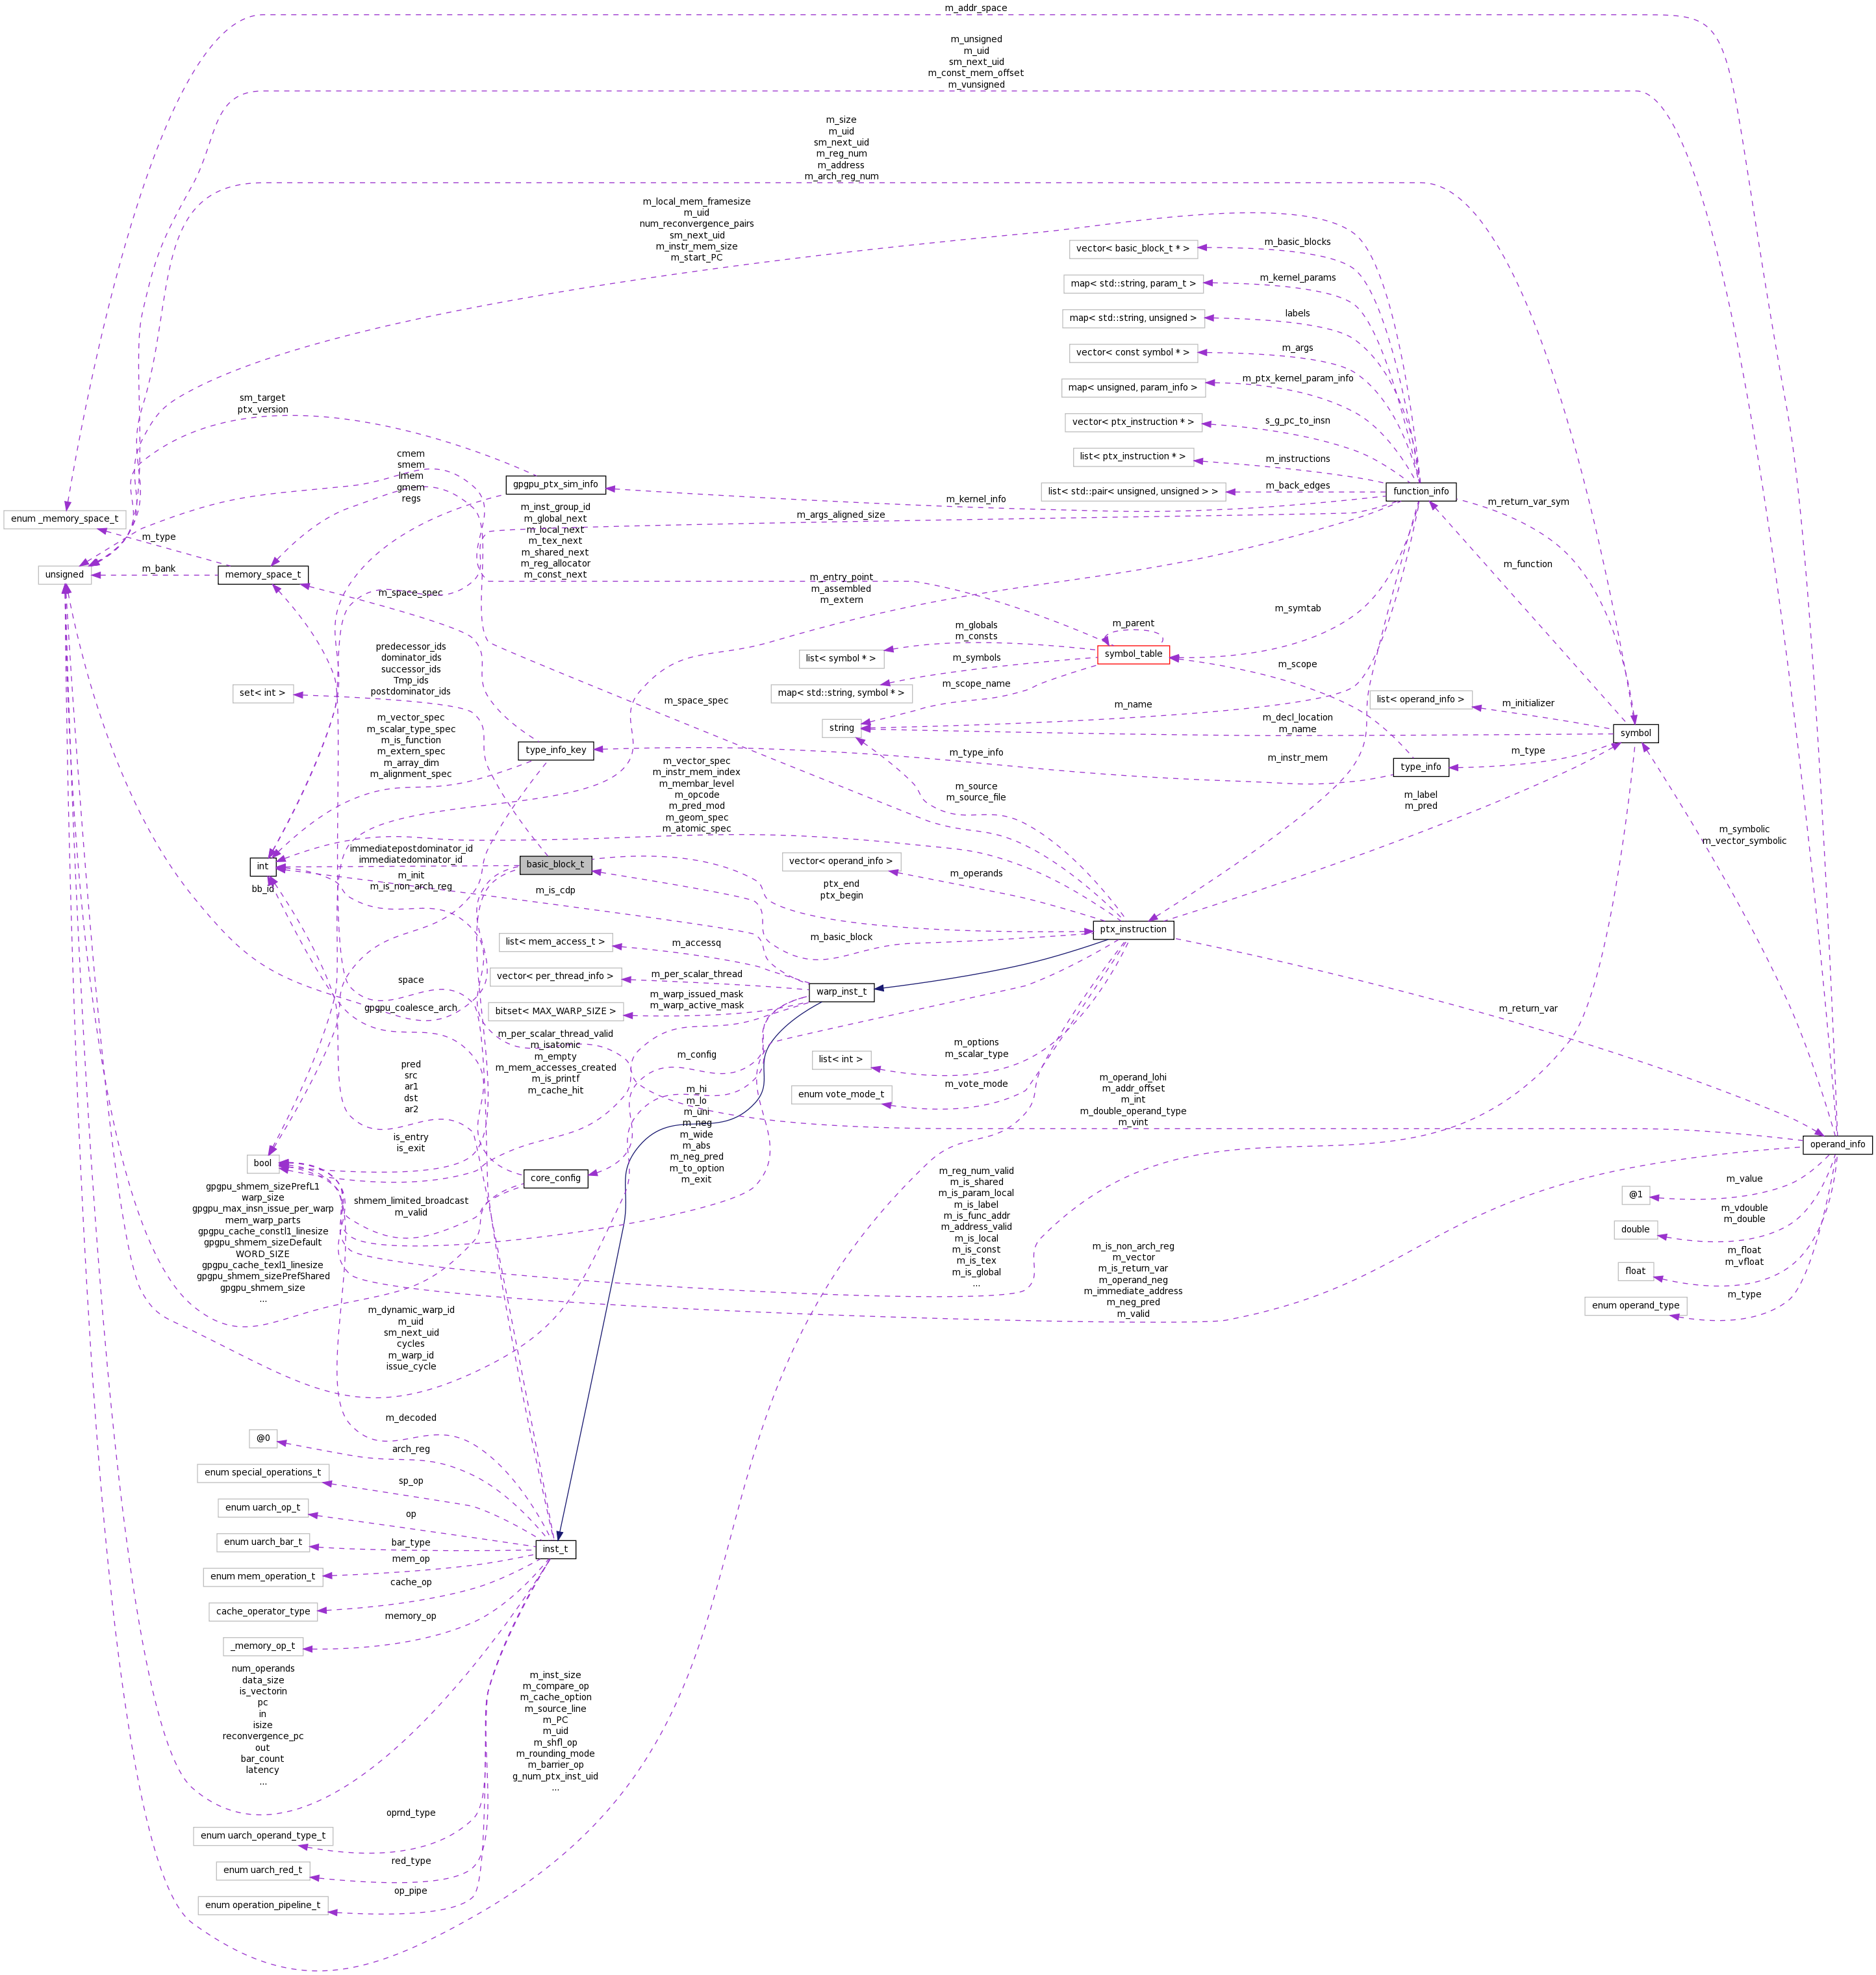 m_addr_space
m_unsigned
m_uid
sm_next_uid
m_const_mem_offset
m_vunsigned
m_size
m_uid
sm_next_uid
m_reg_num
m_address
m_arch_reg_num
m_local_mem_framesize
m_uid
num_reconvergence_pairs
sm_next_uid
m_instr_mem_size
m_start_PC
vector< basic_block_t * >
m_basic_blocks
map< std::string, param_t >
m_kernel_params
map< std::string, unsigned >
labels
vector< const symbol * >
m_args
map< unsigned, param_info >
m_ptx_kernel_param_info
vector< ptx_instruction * >
s_g_pc_to_insn
list< ptx_instruction * >
m_instructions
list< std::pair< unsigned, unsigned > >
m_back_edges
function_info
sm_target
ptx_version
cmem
smem
lmem
gmem
regs
gpgpu_ptx_sim_info
m_kernel_info
m_args_aligned_size
m_return_var_sym
enum _memory_space_t
m_type
unsigned
m_bank
memory_space_t
m_inst_group_id
m_global_next
m_local_next
m_tex_next
m_shared_next
m_reg_allocator
m_const_next
m_entry_point
m_assembled
m_extern
m_function
m_space_spec
m_symtab
m_parent
m_globals
m_consts
symbol_table
list< symbol * >
m_symbols
map< std::string, symbol * >
m_scope_name
m_scope
predecessor_ids
dominator_ids
successor_ids
Tmp_ids
postdominator_ids
set< int >
m_space_spec
string
m_name
m_decl_location
m_name
list< operand_info >
m_initializer
symbol
m_vector_spec
m_scalar_type_spec
m_is_function
m_extern_spec
m_array_dim
m_alignment_spec
type_info_key
m_type_info
m_instr_mem
type_info
m_type
m_vector_spec
m_instr_mem_index
m_membar_level
m_opcode
m_pred_mod
m_geom_spec
m_atomic_spec
m_source
m_source_file
m_label
m_pred
m_symbolic
m_vector_symbolic
int
bb_id
immediatepostdominator_id
immediatedominator_id
m_init
m_is_non_arch_reg
basic_block_t
m_is_cdp
vector< operand_info >
m_operands
ptx_end
ptx_begin
m_basic_block
ptx_instruction
list< mem_access_t >
m_accessq
vector< per_thread_info >
m_per_scalar_thread
bitset< MAX_WARP_SIZE >
m_warp_issued_mask
m_warp_active_mask
warp_inst_t
space
gpgpu_coalesce_arch
m_return_var
m_per_scalar_thread_valid
m_isatomic
m_empty
m_mem_accesses_created
m_is_printf
m_cache_hit
m_config
list< int >
m_options
m_scalar_type
enum vote_mode_t
m_vote_mode
pred
src
ar1
dst
ar2
m_hi
m_lo
m_uni
m_neg
m_wide
m_abs
m_neg_pred
m_to_option
m_exit
m_operand_lohi
m_addr_offset
m_int
m_double_operand_type
m_vint
operand_info
is_entry
is_exit
bool
core_config
shmem_limited_broadcast
m_valid
gpgpu_shmem_sizePrefL1
warp_size
gpgpu_max_insn_issue_per_warp
mem_warp_parts
gpgpu_cache_constl1_linesize
gpgpu_shmem_sizeDefault
WORD_SIZE
gpgpu_cache_texl1_linesize
gpgpu_shmem_sizePrefShared
gpgpu_shmem_size
...
m_reg_num_valid
m_is_shared
m_is_param_local
m_is_label
m_is_func_addr
m_address_valid
m_is_local
m_is_const
m_is_tex
m_is_global
...
m_is_non_arch_reg
m_vector
m_is_return_var
m_operand_neg
m_immediate_address
m_neg_pred
m_valid
@1
m_value
double
m_vdouble
m_double
float
m_float
m_vfloat
enum operand_type
m_type
m_dynamic_warp_id
m_uid
sm_next_uid
cycles
m_warp_id
issue_cycle
m_decoded
@0
arch_reg
enum special_operations_t
sp_op
enum uarch_op_t
op
enum uarch_bar_t
bar_type
inst_t
enum mem_operation_t
mem_op
cache_operator_type
cache_op
_memory_op_t
memory_op
num_operands
data_size
is_vectorin
pc
in
isize
reconvergence_pc
out
bar_count
latency
...
m_inst_size
m_compare_op
m_cache_option
m_source_line
m_PC
m_uid
m_shfl_op
m_rounding_mode
m_barrier_op
g_num_ptx_inst_uid
...
enum uarch_operand_type_t
oprnd_type
enum uarch_red_t
red_type
enum operation_pipeline_t
op_pipe